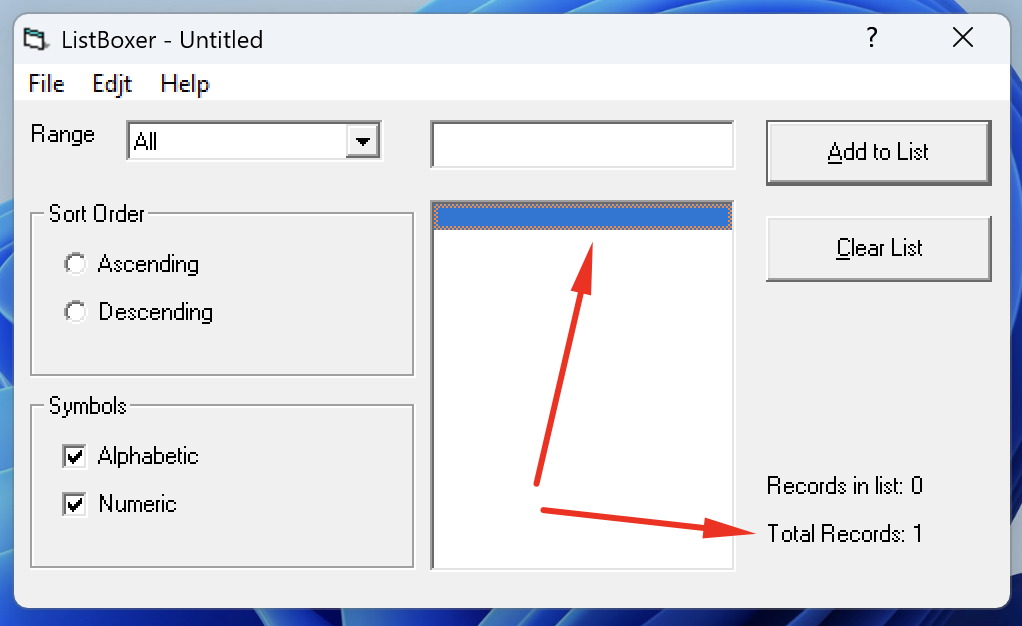 ListBoxer - Untitled
?
File Edjt Help
Range
All
Add to List
Sort Order
Ascending
Descending
Clear List
Symbols
Alphabetic
Numeric
Records in list: 0
Total Records: 1